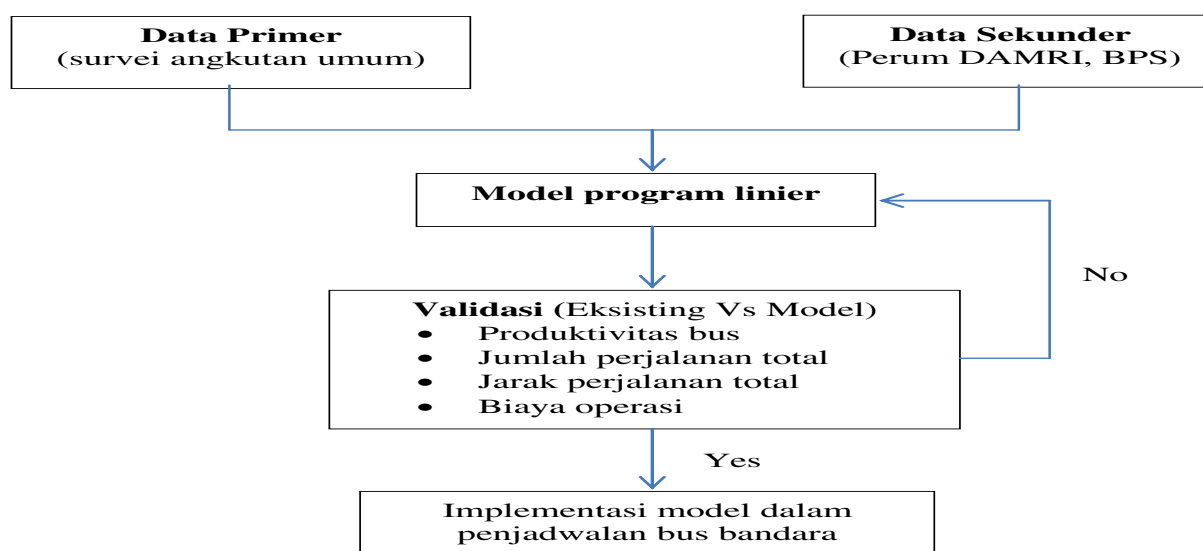 Data Primer
(survei angkutan umum)
Data Sekunder
(Perum DAMRI, BPS)
Model program linier
No
Validasi (Eksisting Vs Model)
• Produktivitas bus
• Jumlah perjalanan total
• Jarak perjalanan total
• Biaya operasi
Yes
Implementasi model dalam
penjadwalan bus bandara